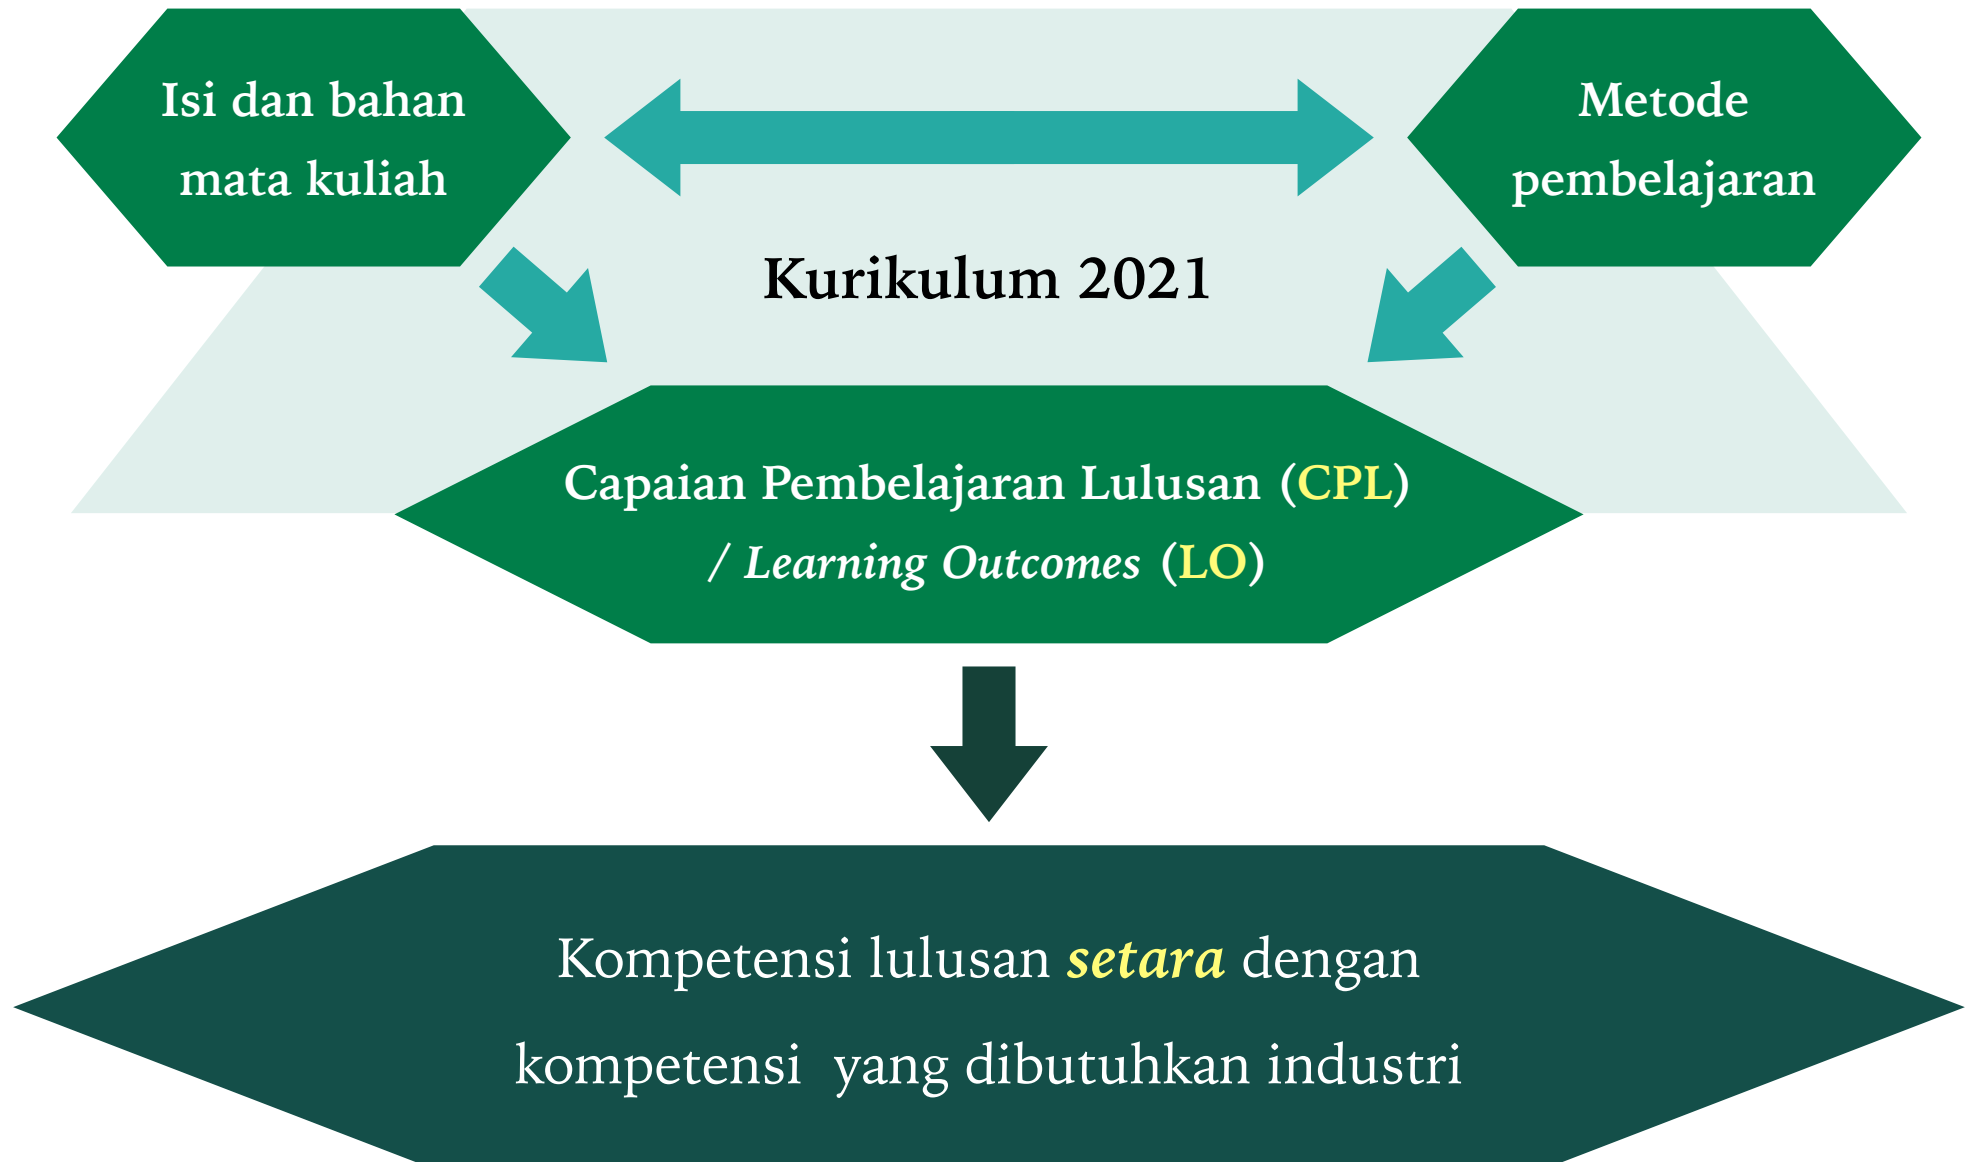 Isi dan bahan
mata kuliah
Metode
pembelajaran
Kurikulum 2021
Capaian Pembelajaran Lulusan (CPL)
/ Learning Outcomes (LO)
Kompetensi lulusan setara dengan
kompetensi yang dibutuhkan industri